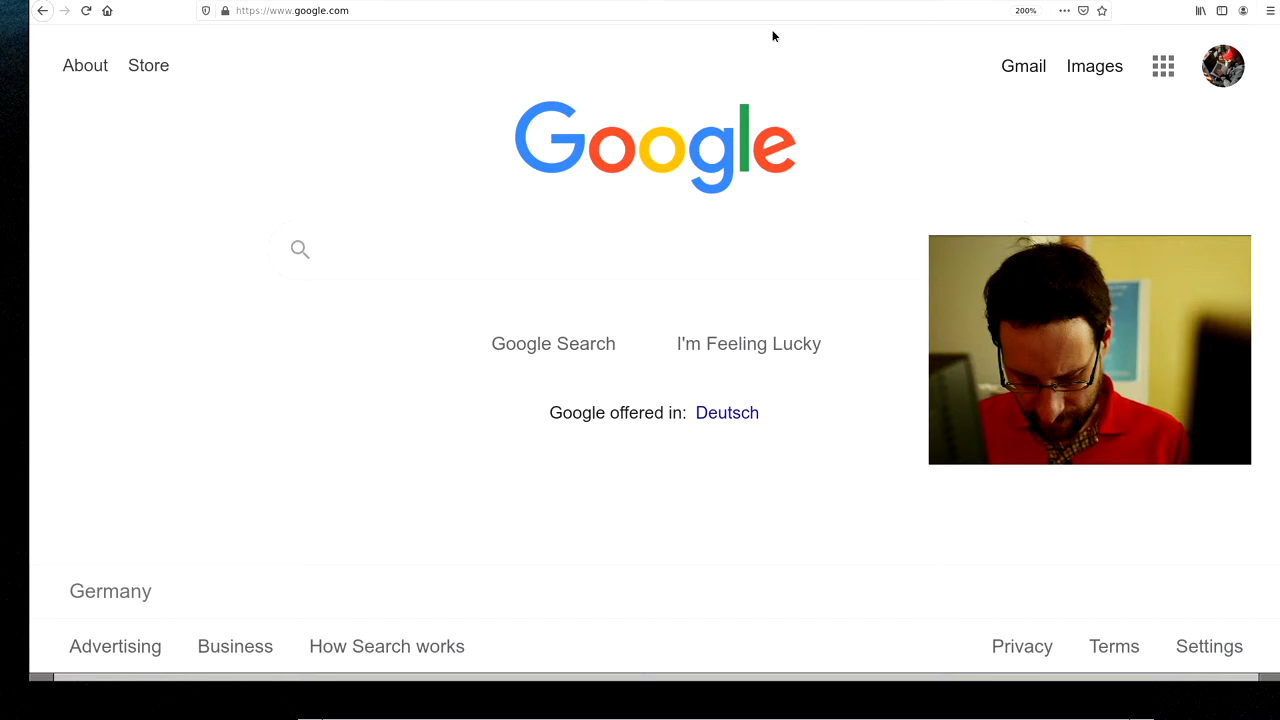 https://www.google.com
200%
About Store
Gmail Images
Google
Google Search I'm Feeling Lucky
Google offered in: Deutsch
Germany
Advertising Business How Search works
Privacy Terms Settings